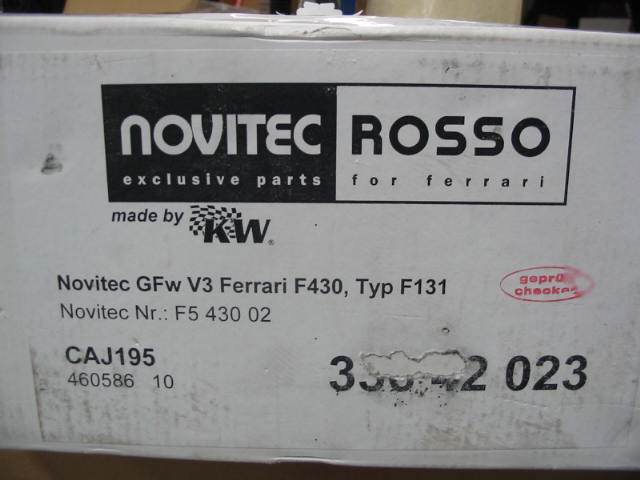 NOVITEC ROSSO
exclusive parts for ferrari
made by KW®
Novitec GFw V3 Ferrari F430, Typ F131
Novitec Nr.: F5 430 02
checked
CAJ195
460586 10
023